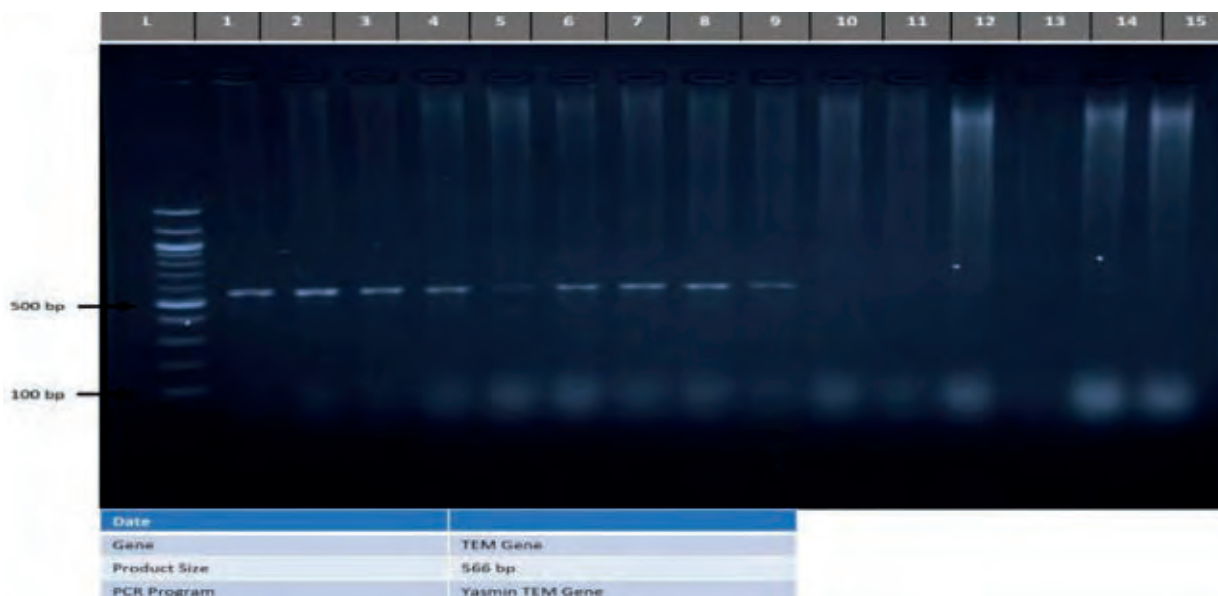 L 1 2 3 4 5 6 7 8 9 10 11 12 13 14 15
500 bp
100 bp
Date
Gene TEM Gene
Product Size 566 bp
PCR Program Yasmin TEM Gene